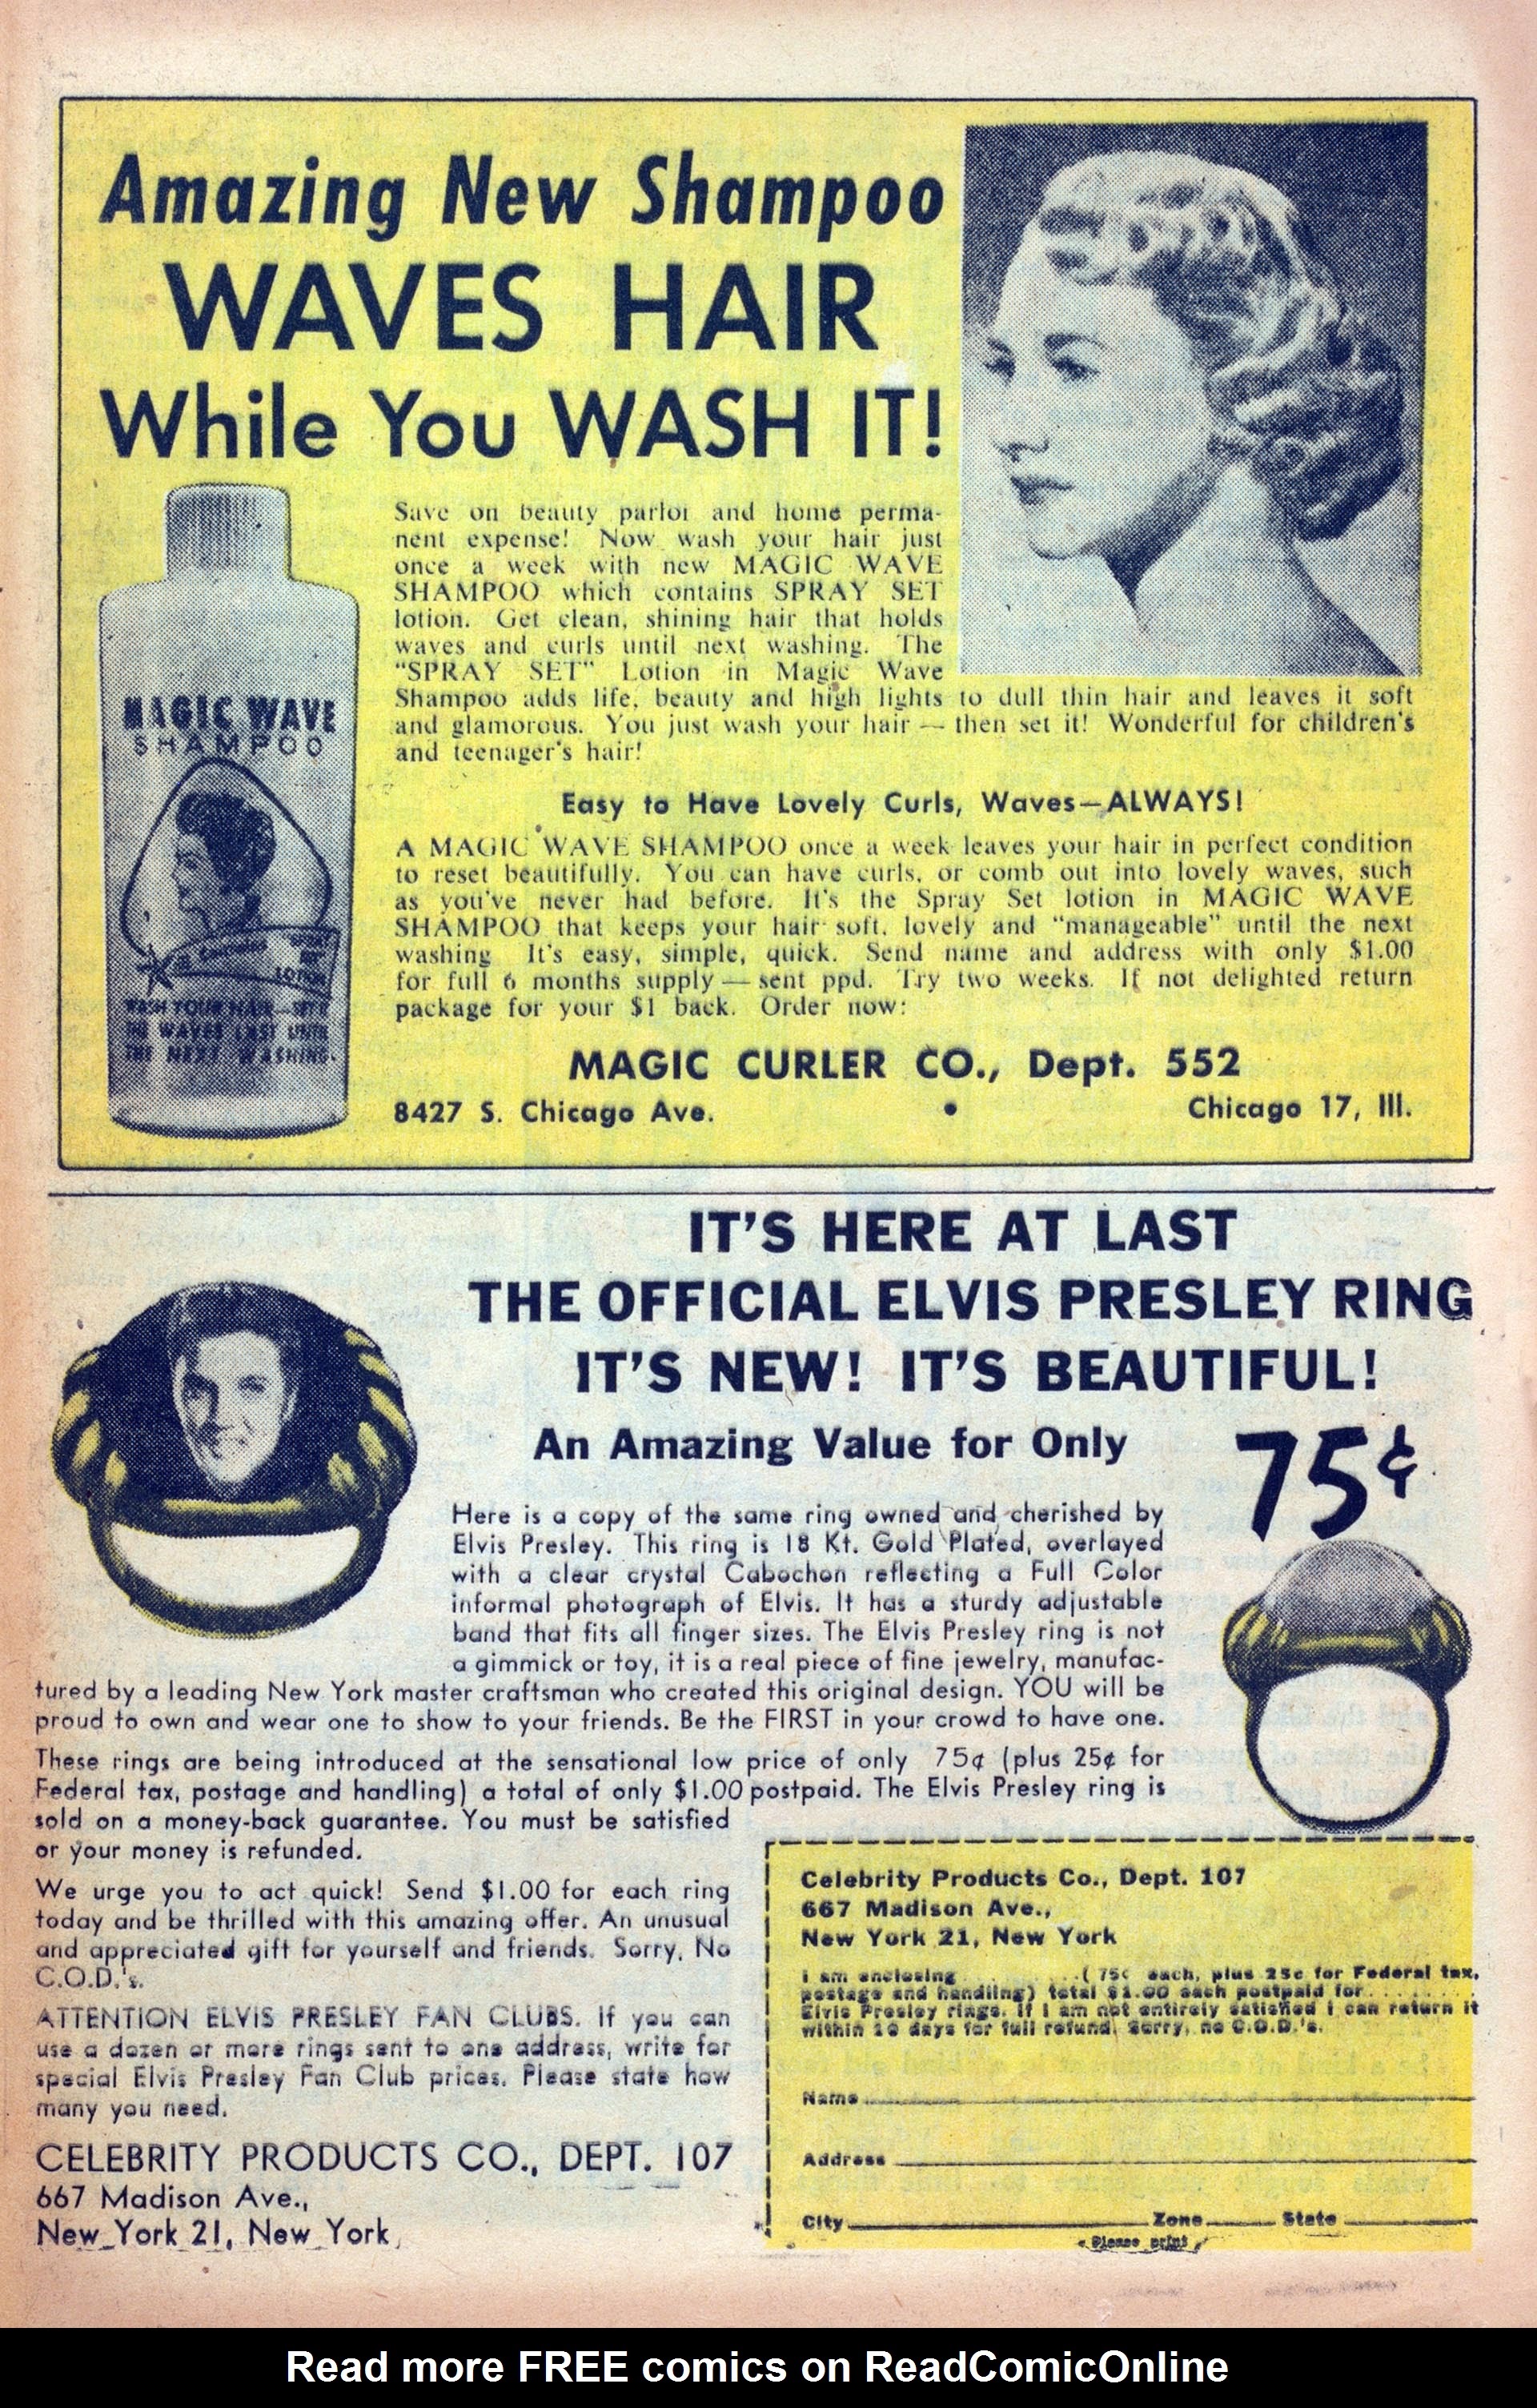 Amazing New Shampoo
WAVES HAIR
While You WASH IT!
Save on beauty parlor and home perma-
nent expense! Now wash your hair just
once a week with new MAGIC WAVE
SHAMPOO which contains SPRAY SET
lotion. Get clean, shining hair that holds
waves and curls until next washing. The
"SPRAY SET" Lotion in Magic Wave
Shampoo adds life, beauty and high lights to dull thin hair and leaves it soft
and glamorous. You just wash your hair — then set it! Wonderful for children's
and teenager's hair!
Easy to Have Lovely Curls, Waves—ALWAYS!
A MAGIC WAVE SHAMPOO once a week leaves your hair in perfect condition
to reset beautifully. You can have curls, or comb out into lovely waves, such
as you've never had before. It's the Spray Set lotion in MAGIC WAVE
SHAMPOO that keeps your hair soft, lovely and "manageable" until the next
washing It's easy, simple, quick. Send name and address with only $1.00
for full 6 months supply — sent ppd. Try two weeks. If not delighted return
package for your $1 back. Order now:
MAGIC CURLER CO., Dept. 552
8427 S. Chicago Ave. • Chicago 17, Ill.
MAGIC WAVE
SHAMPOO
SPRAY
SET
LOTION
WASH YOUR HAIR—SET IT
THE WAVES LAST UNTIL
THE NEXT WASHING.
IT'S HERE AT LAST
THE OFFICIAL ELVIS PRESLEY RING
IT'S NEW! IT'S BEAUTIFUL!
An Amazing Value for Only 75¢
Here is a copy of the same ring owned and cherished by
Elvis Presley. This ring is 18 Kt. Gold Plated, overlayed
with a clear crystal Cabochon reflecting a Full Color
informal photograph of Elvis. It has a sturdy adjustable
band that fits all finger sizes. The Elvis Presley ring is not
a gimmick or toy, it is a real piece of fine jewelry, manufac-
tured by a leading New York master craftsman who created this original design. YOU will be
proud to own and wear one to show to your friends. Be the FIRST in your crowd to have one.
These rings are being introduced at the sensational low price of only 75¢ (plus 25¢ for
Federal tax, postage and handling) a total of only $1.00 postpaid. The Elvis Presley ring is
sold on a money-back guarantee. You must be satisfied
or your money is refunded.
We urge you to act quick! Send $1.00 for each ring
today and be thrilled with this amazing offer. An unusual
and appreciated gift for yourself and friends. Sorry, No
C.O.D.'s.
ATTENTION ELVIS PRESLEY FAN CLUBS. If you can
use a dozen or more rings sent to one address, write for
special Elvis Presley Fan Club prices. Please state how
many you need.
CELEBRITY PRODUCTS CO., DEPT. 107
667 Madison Ave.,
New York 21, New York
Celebrity Products Co., Dept. 107
667 Madison Ave.,
New York 21, New York
I am enclosing ..........( 75c each, plus 25c for Federal tax,
postage and handling) total $1.00 each postpaid for..........
Elvis Presley rings. If I am not entirely satisfied I can return it
within 10 days for full refund. Sorry, no C.O.D.'s.
Name
Address
City Zone State
Please print
Read more FREE comics on ReadComicOnline